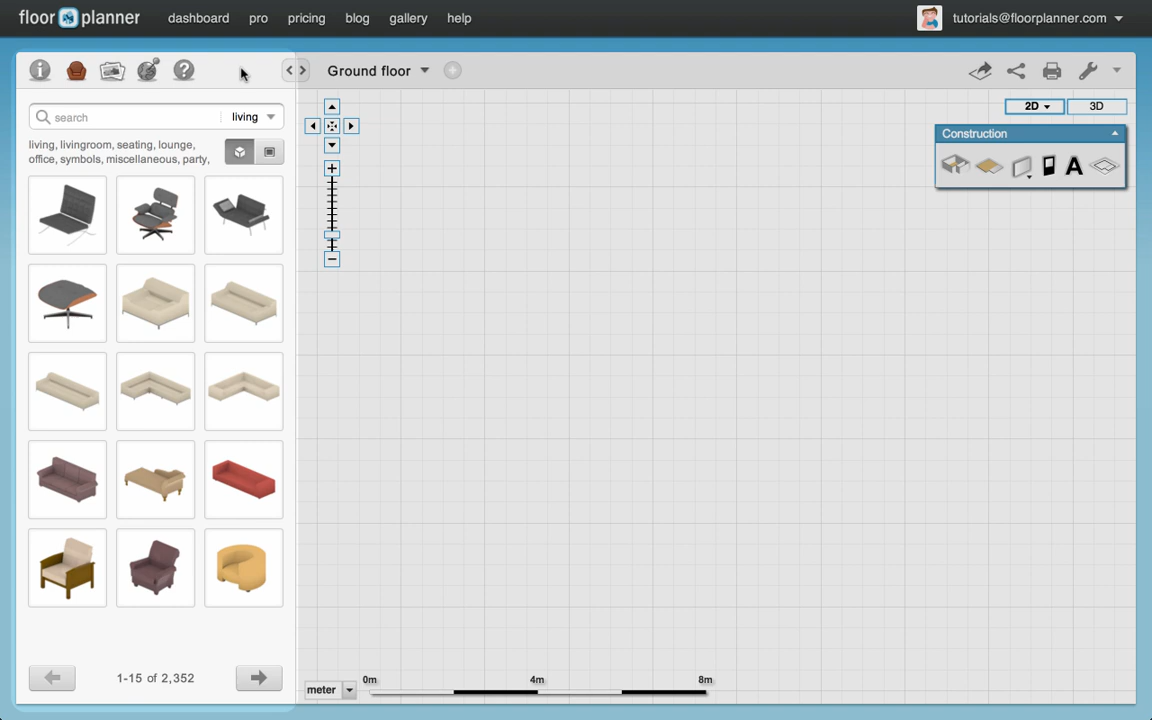 floor planner dashboard pro pricing blog gallery help tutorials@floorplanner.com
Ground floor
search living
living, livingroom, seating, lounge,
office, symbols, miscellaneous, party,
2D 3D
Construction
A
1-15 of 2,352
meter 0m 4m 8m